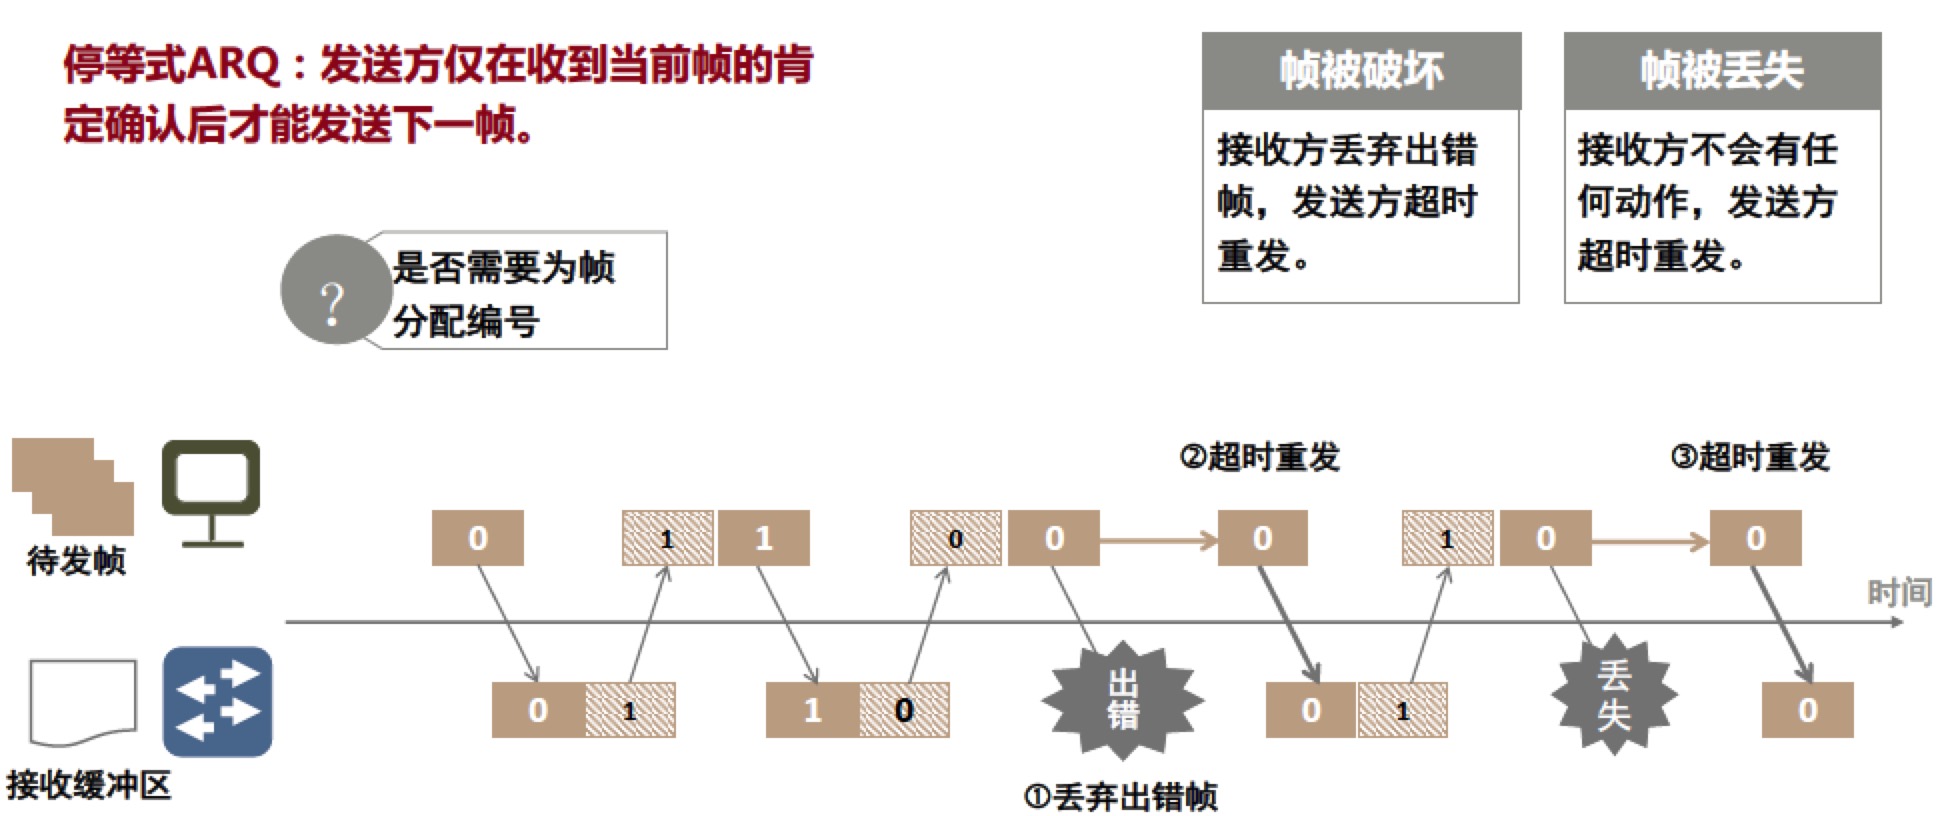 停等式ARQ：发送方仅在收到当前帧的肯
定确认后才能发送下一帧。
帧被破坏
接收方丢弃出错
帧，发送方超时
重发。
帧被丢失
接收方不会有任
何动作，发送方
超时重发。
?
是否需要为帧
分配编号
②超时重发
③超时重发
待发帧
0
1
1
0
0
0
1
0
0
时间
接收缓冲区
0
1
1
0
出
错
0
1
丢
失
0
①丢弃出错帧